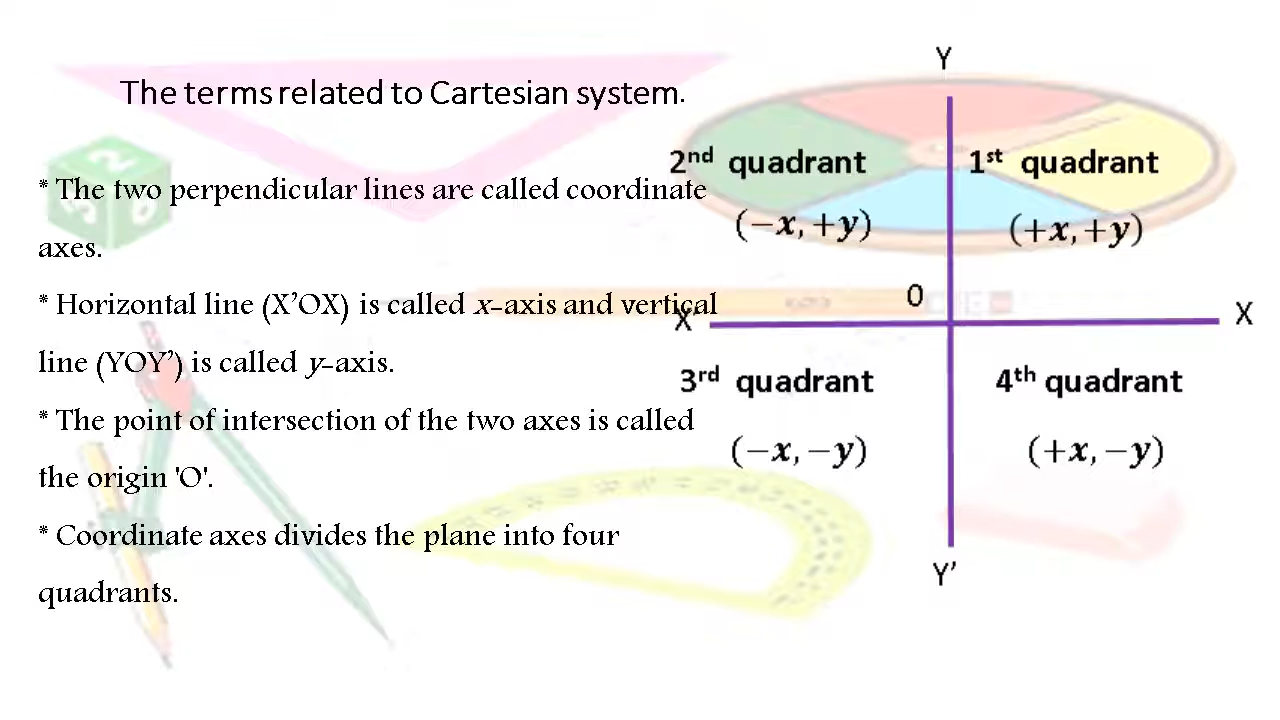 The terms related to Cartesian system.
* The two perpendicular lines are called coordinate
axes.
* Horizontal line (X’OX) is called x-axis and vertical
line (YOY’) is called y-axis.
* The point of intersection of the two axes is called
the origin 'O'.
* Coordinate axes divides the plane into four
quadrants.
Y
2nd quadrant
1st quadrant
(−x, +y)
(+x, +y)
0
X’
X
3rd quadrant
4th quadrant
(−x, −y)
(+x, −y)
Y’